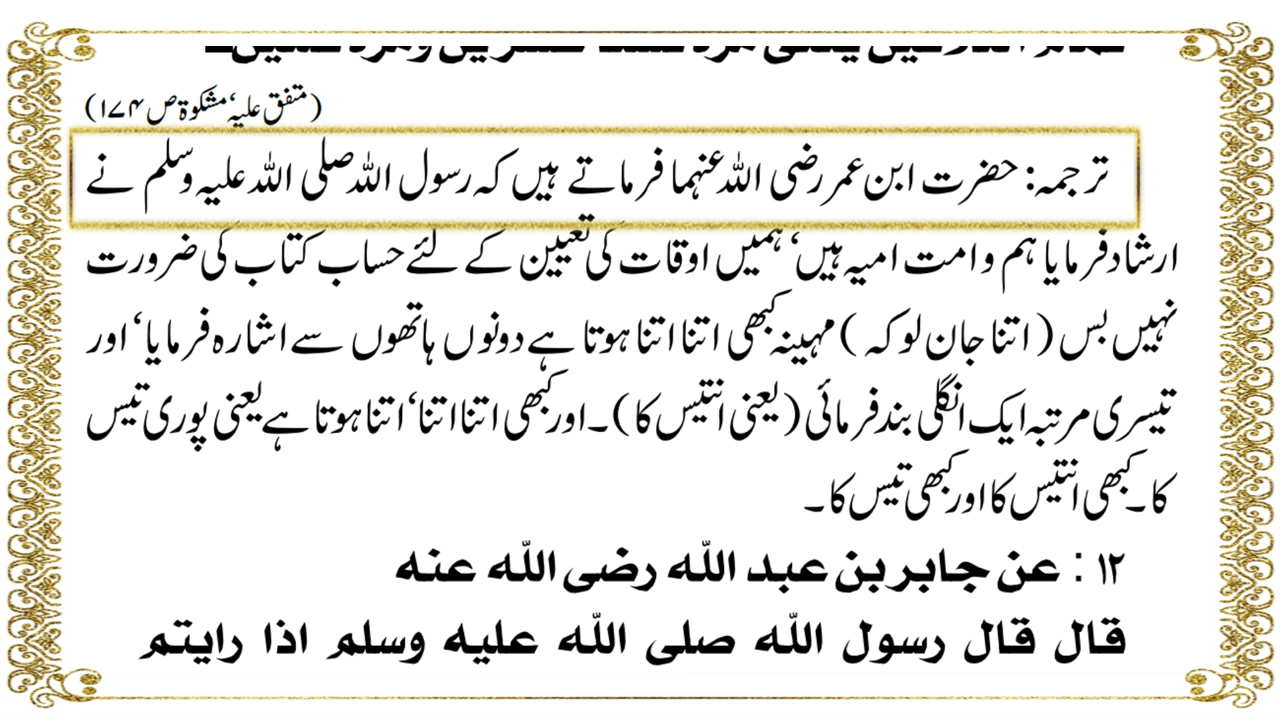 (متفق علیہ، مشکوٰۃ ص ۱۷۴)
ترجمہ: حضرت ابن عمر رضی اللہ عنہما فرماتے ہیں کہ رسول اللہ صلی اللہ علیہ وسلم نے
ارشاد فرمایا ہم و امت امیہ ہیں، ہمیں اوقات کی تعیین کے لئے حساب کتاب کی ضرورت
نہیں بس ( اتنا جان لو کہ ) مہینہ کبھی اتنا اتنا ہوتا ہے دونوں ہاتھوں سے اشارہ فرمایا، اور
تیسری مرتبہ ایک انگلی بند فرمائی (یعنی انتیس کا)۔ اور کبھی اتنا اتنا، اتنا ہوتا ہے یعنی پوری تیس
کا۔ کبھی انتیس کا اور کبھی تیس کا۔
۱۲ : عن جابر بن عبد اللّٰه رضی اللّٰه عنه
قال قال رسول اللّٰه صلی اللّٰه علیه وسلم اذا رایتم